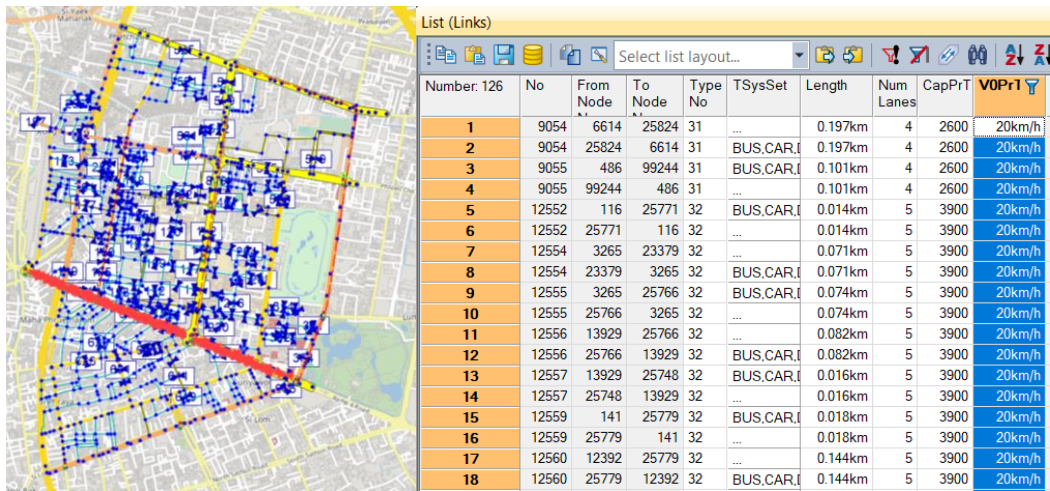 Si Yaek
Mahanak
List (Links)
Select list layout...
Number: 126 No From Node To Node Type No TSysSet Length Num Lanes CapPrT V0PrT
1 9054 6614 25824 31 ... 0.197km 4 2600 20km/h
2 9054 25824 6614 31 BUS,CAR, 0.197km 4 2600 20km/h
3 9055 486 99244 31 BUS,CAR, 0.101km 4 2600 20km/h
4 9055 99244 486 31 ... 0.101km 4 2600 20km/h
5 12552 116 25771 32 BUS,CAR, 0.014km 5 3900 20km/h
6 12552 25771 116 32 ... 0.014km 5 3900 20km/h
7 12554 3265 23379 32 ... 0.071km 5 3900 20km/h
8 12554 23379 3265 32 BUS,CAR, 0.071km 5 3900 20km/h
9 12555 3265 25766 32 BUS,CAR, 0.074km 5 3900 20km/h
10 12555 25766 3265 32 ... 0.074km 5 3900 20km/h
11 12556 13929 25766 32 ... 0.082km 5 3900 20km/h
12 12556 25766 13929 32 BUS,CAR, 0.082km 5 3900 20km/h
13 12557 13929 25748 32 BUS,CAR, 0.016km 5 3900 20km/h
14 12557 25748 13929 32 ... 0.016km 5 3900 20km/h
15 12559 141 25779 32 BUS,CAR, 0.018km 5 3900 20km/h
16 12559 25779 141 32 ... 0.018km 5 3900 20km/h
17 12560 12392 25779 32 ... 0.144km 5 3900 20km/h
18 12560 25779 12392 32 BUS,CAR, 0.144km 5 3900 20km/h
Si Lom